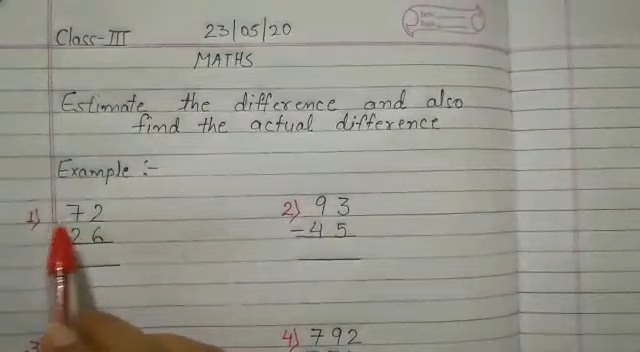 Class-III 23/05/20
MATHS
Estimate the difference and also
find the actual difference
Example :-
1) 72 2) 93
26 - 45
3 4) 792